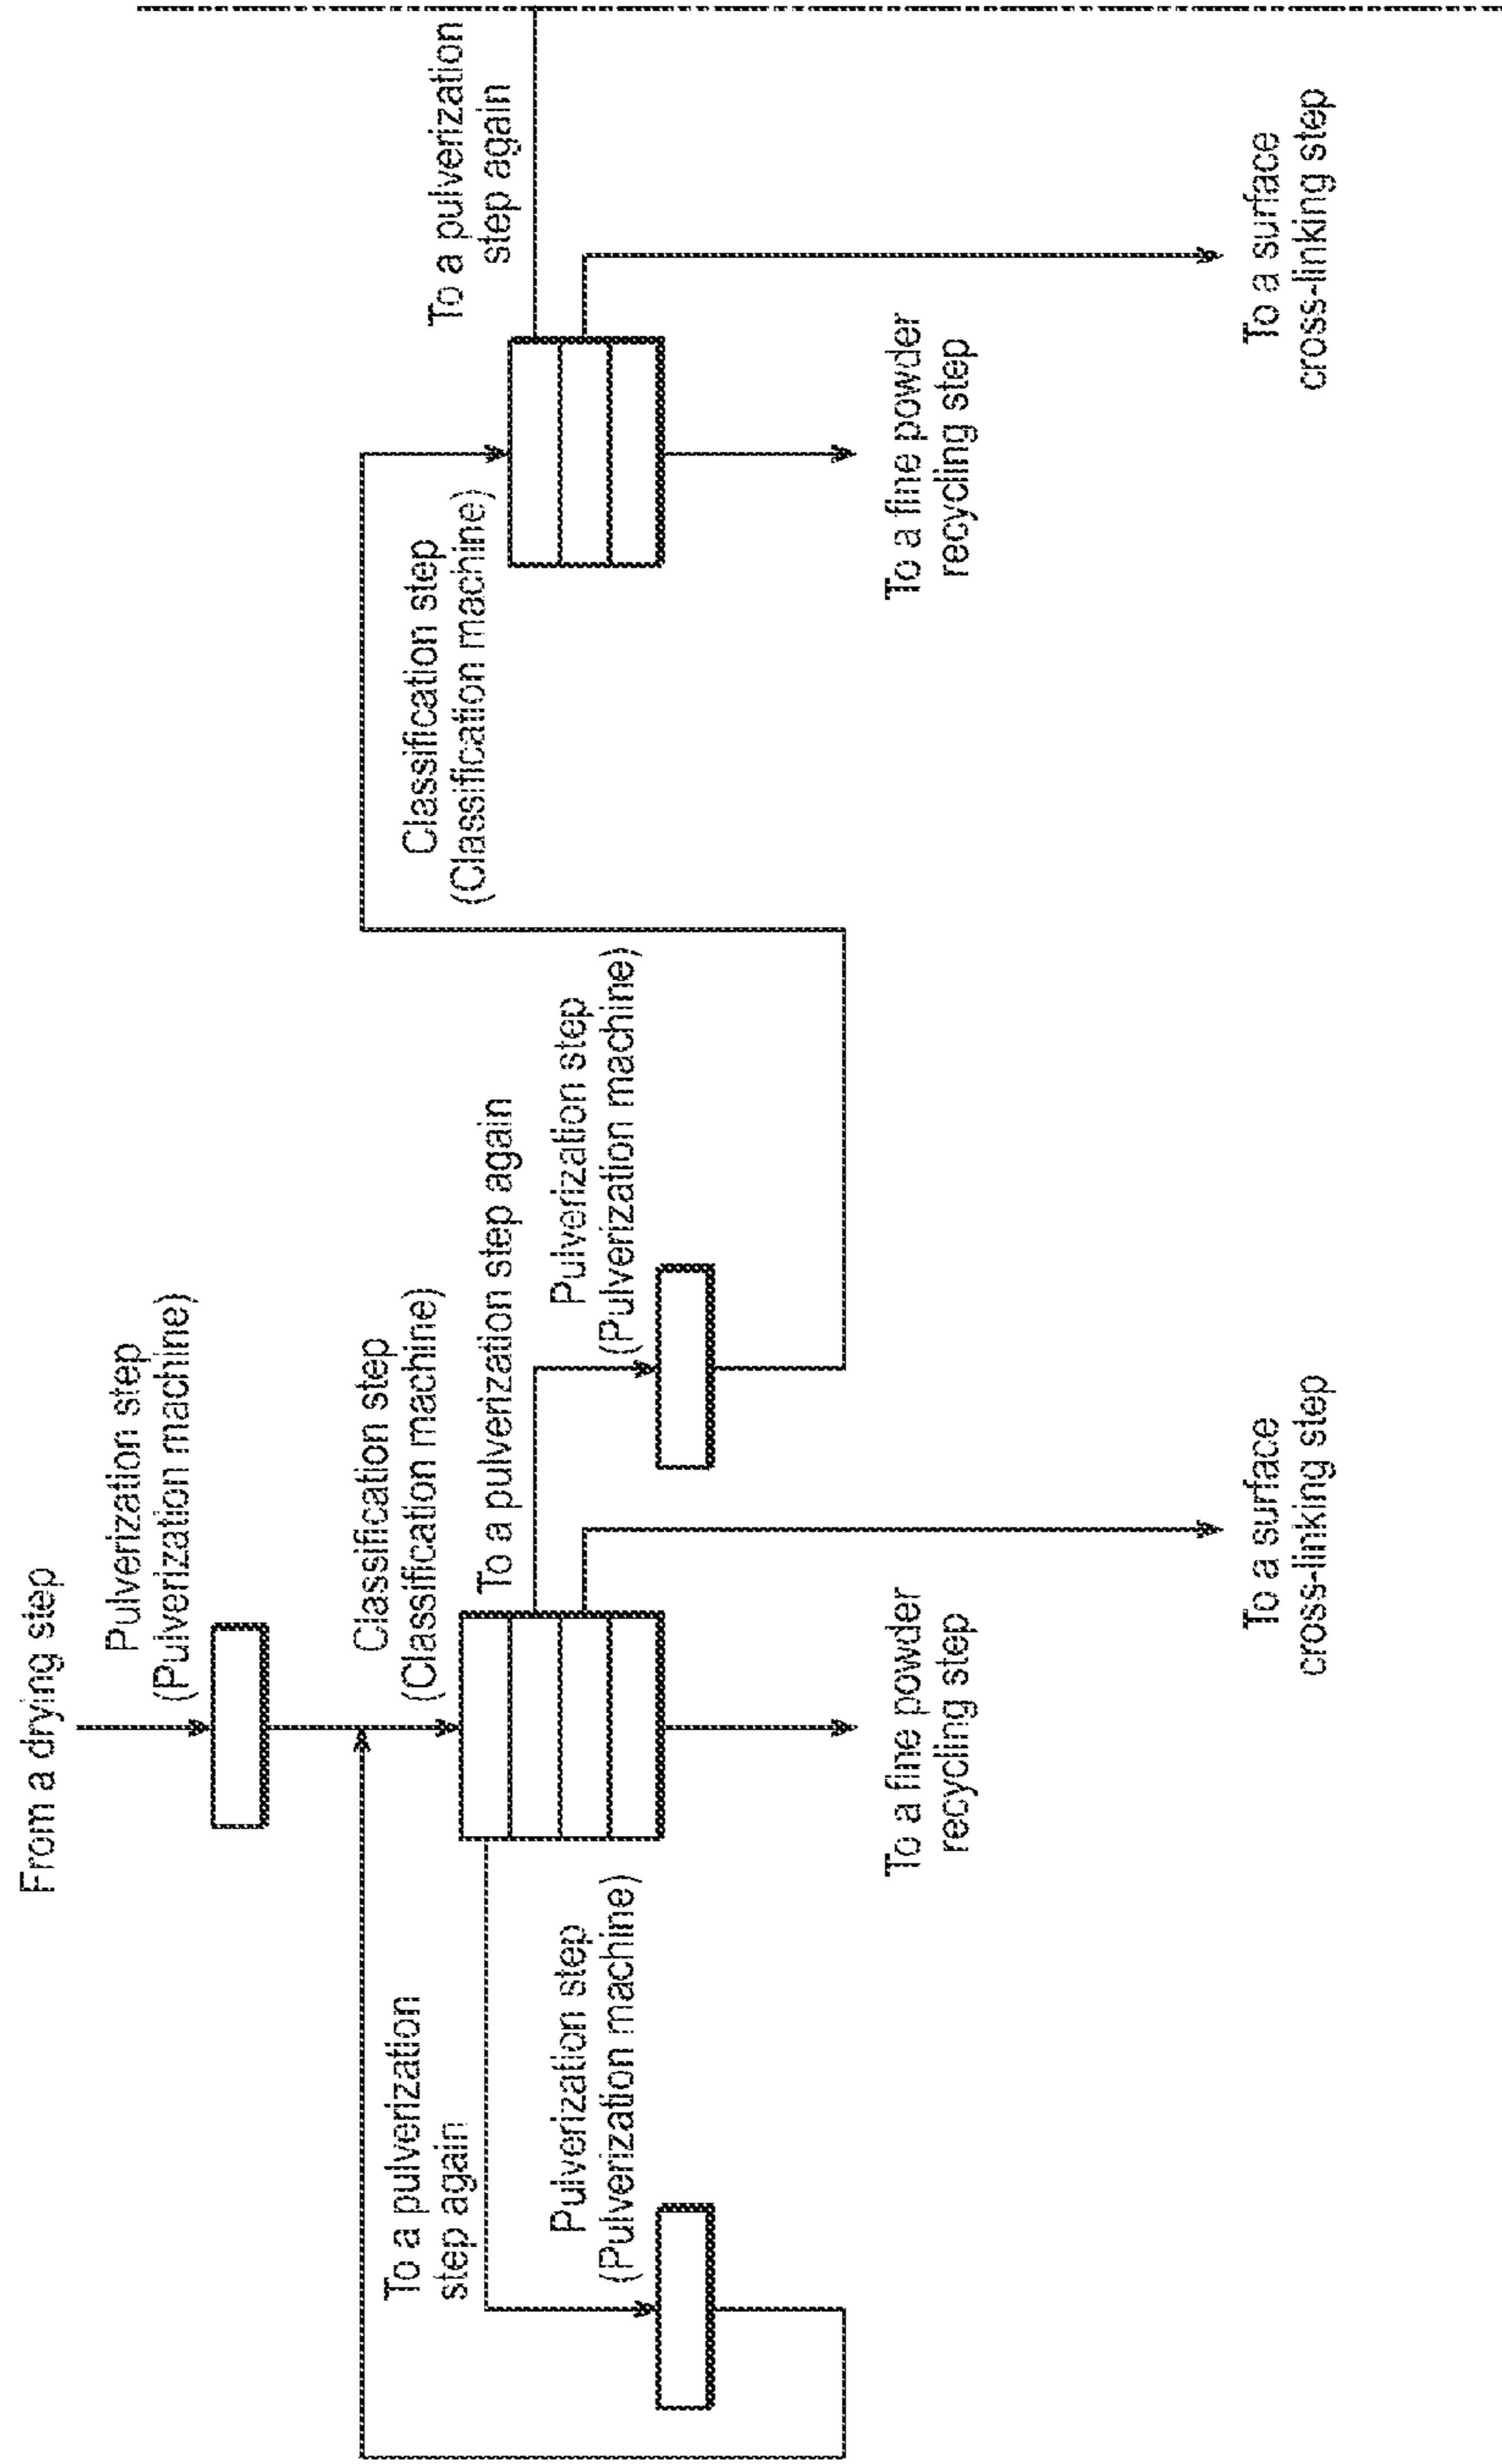 From a drying step
Pulverization step
(Pulverization machine)
Classification step
(Classification machine)
To a pulverization
step again
To a pulverization step again
Pulverization step
(Pulverization machine)
Pulverization step
(Pulverization machine)
To a fine powder
recycling step
To a surface
cross-linking step
Classification step
(Classification machine)
To a pulverization
step again
To a fine powder
recycling step
To a surface
cross-linking step